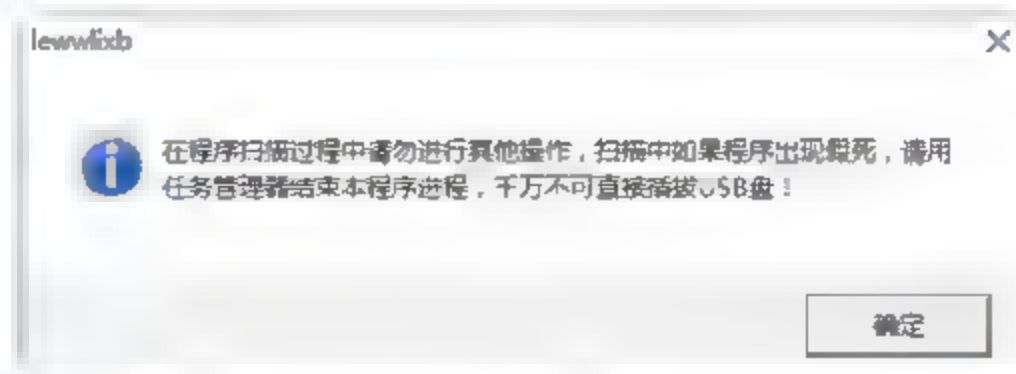 lewwlixb
在程序扫描过程中请勿进行其他操作，扫描中如果程序出现假死，请用
任务管理器结束本程序进程，千万不可直接插拔USB盘！
确定